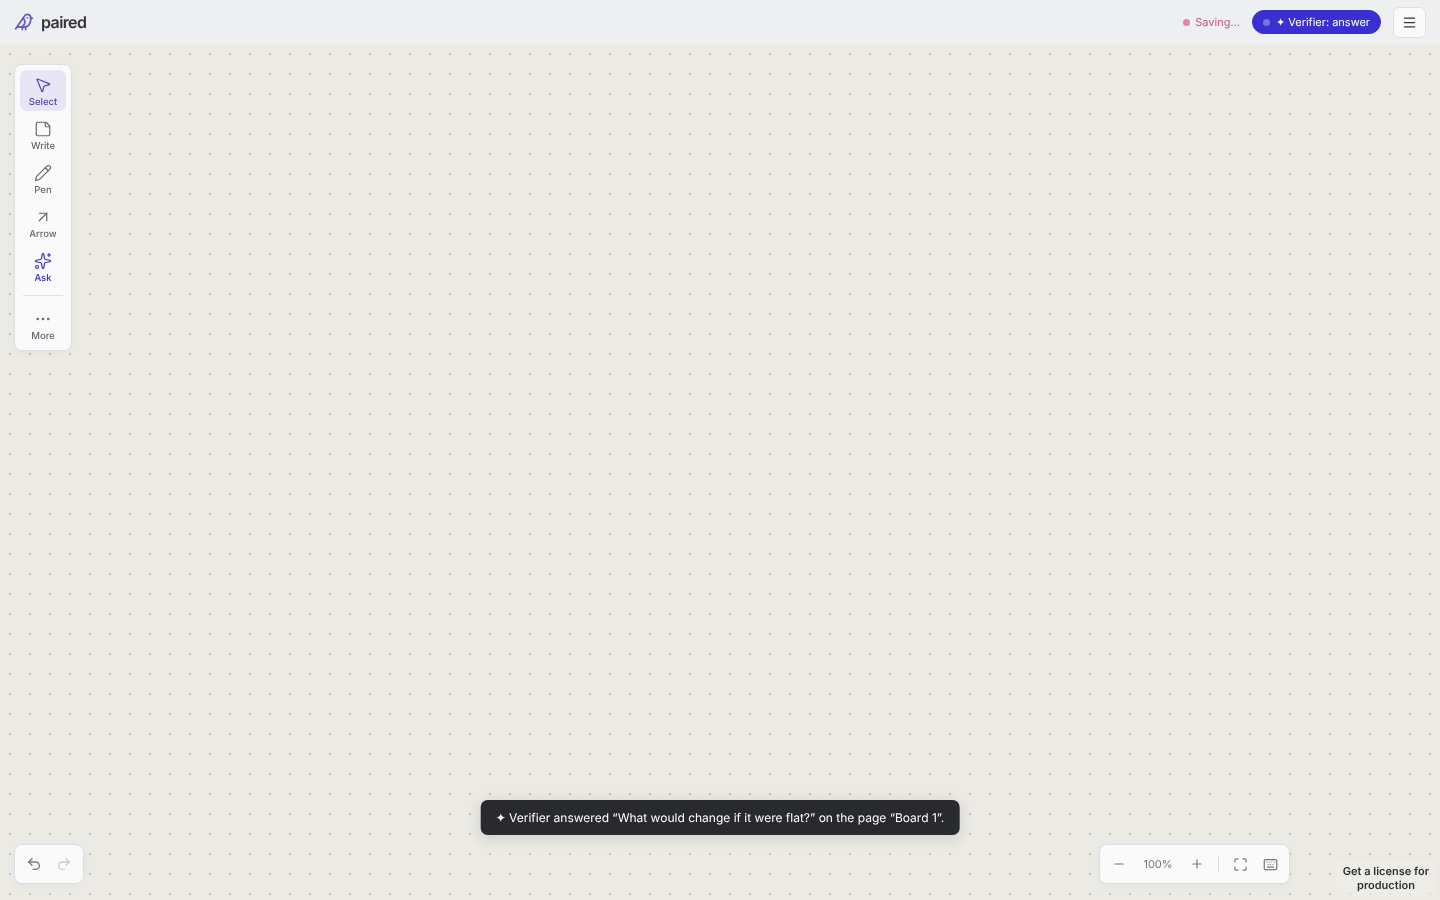 paired
Saving...
✦ Verifier: answer
Select
Write
Pen
Arrow
Ask
More
✦ Verifier answered “What would change if it were flat?” on the page “Board 1”.
100%
Get a license for
production